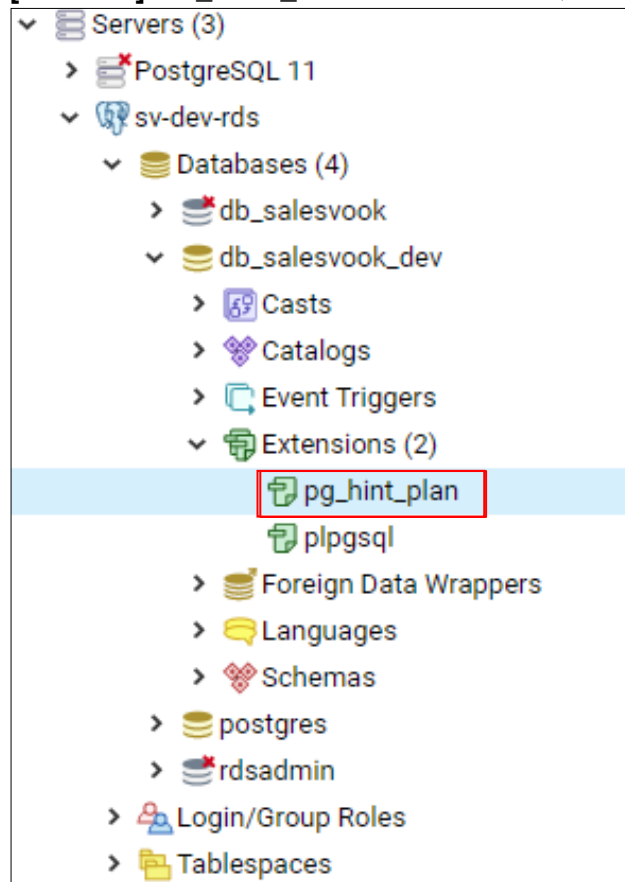 Servers (3)
PostgreSQL 11
sv-dev-rds
Databases (4)
db_salesvook
db_salesvook_dev
Casts
Catalogs
Event Triggers
Extensions (2)
pg_hint_plan
plpgsql
Foreign Data Wrappers
Languages
Schemas
postgres
rdsadmin
Login/Group Roles
Tablespaces